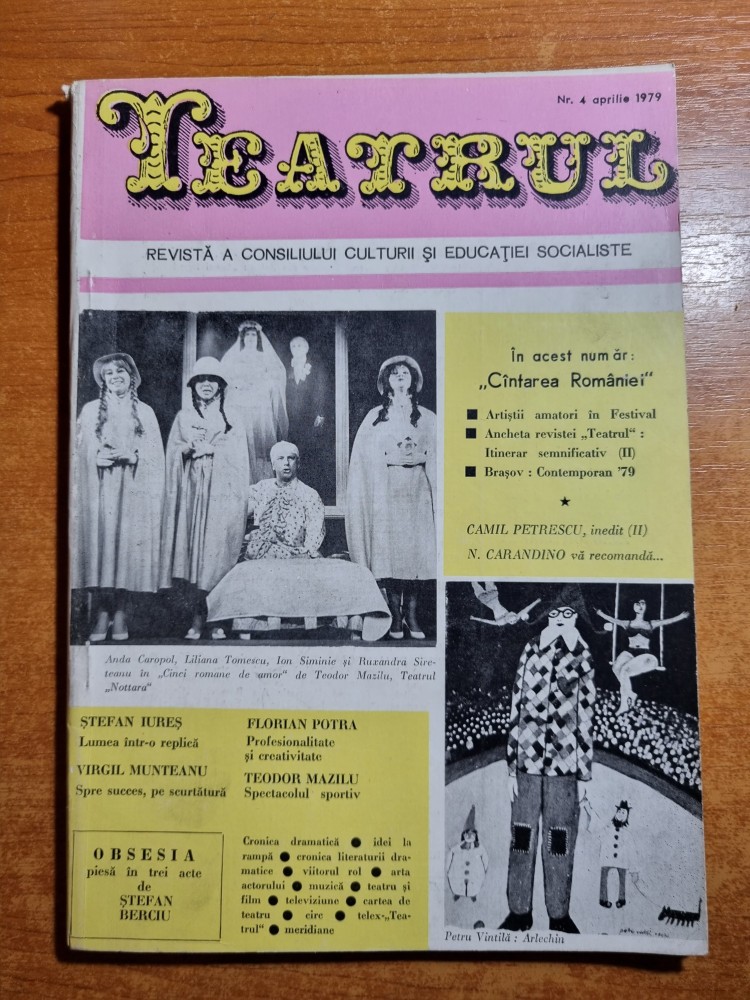 Nr. 4 aprilie 1979
TEATRUL
REVISTĂ A CONSILIULUI CULTURII ŞI EDUCAŢIEI SOCIALISTE
În acest număr:
„Cîntarea României"
■ Artiştii amatori în Festival
■ Ancheta revistei „Teatrul" :
Itinerar semnificativ (II)
■ Braşov : Contemporan '79
★
CAMIL PETRESCU, inedit (II)
N. CARANDINO vă recomandă...
Anda Caropol, Liliana Tomescu, Ion Siminie şi Ruxandra Sire-
teanu în „Cinci romane de amor" de Teodor Mazilu, Teatrul
„Nottara"
ŞTEFAN IUREŞ
Lumea într-o replică
VIRGIL MUNTEANU
Spre succes, pe scurtătură
FLORIAN POTRA
Profesionalitate
şi creativitate
TEODOR MAZILU
Spectacolul sportiv
OBSESIA
piesă în trei acte
de
ŞTEFAN
BERCIU
Cronica dramatică ● idei la
rampă ● cronica literaturii dra-
matice ● viitorul rol ● arta
actorului ● muzică ● teatru şi
film ● televiziune ● cartea de
teatru ● circ ● telex-„Tea-
trul" ● meridiane
Petru Vintilă : Arlechin